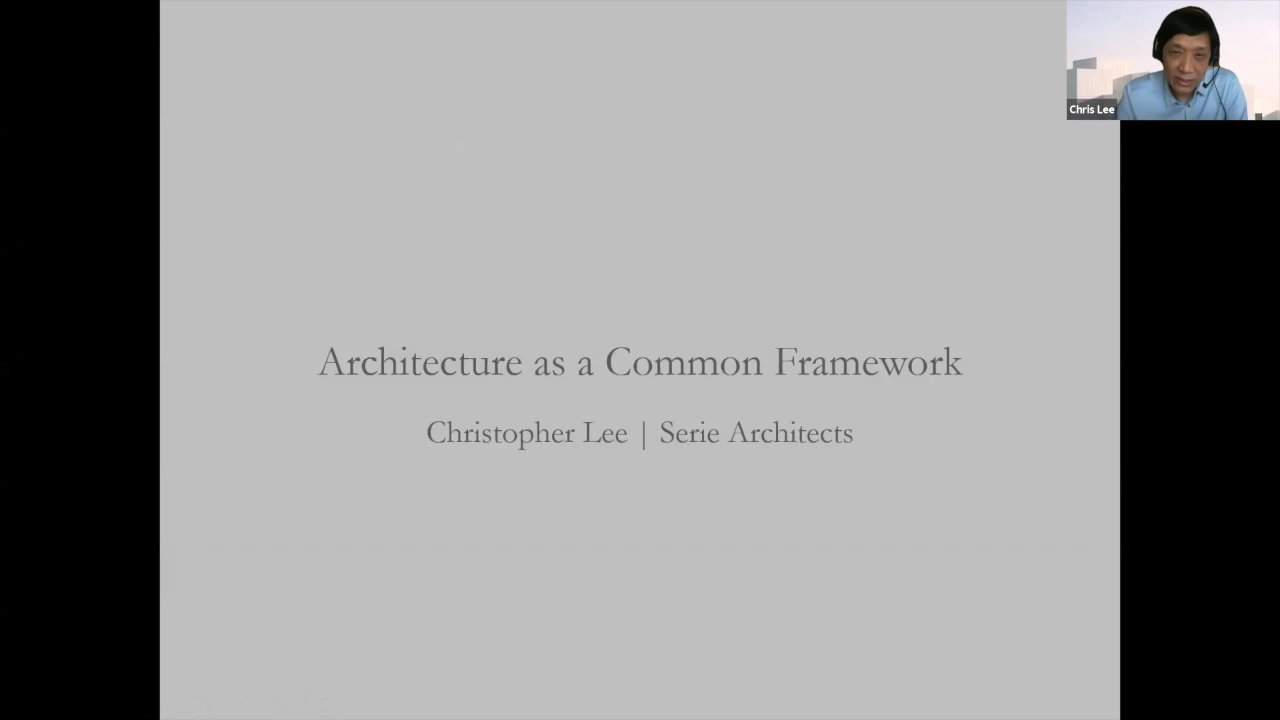 Chris Lee
Architecture as a Common Framework
Christopher Lee | Serie Architects